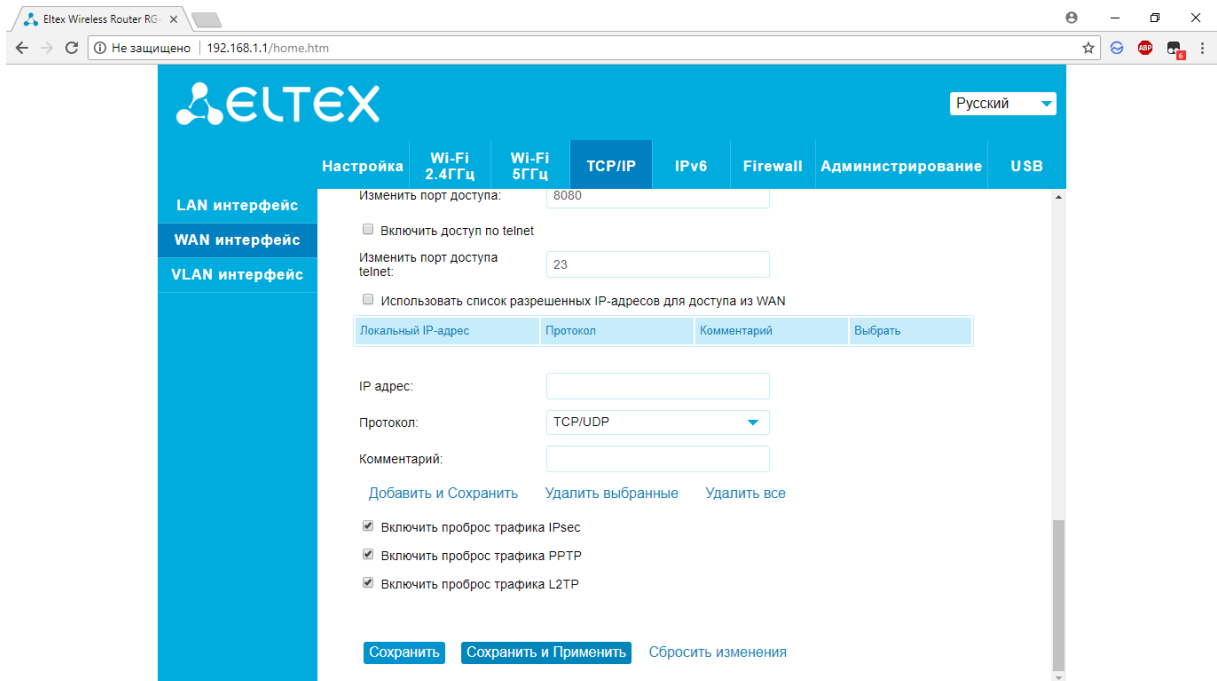 Eltex Wireless Router RG-
Не защищено | 192.168.1.1/home.htm
ABP
6
ELTEX
Русский
Настройка
Wi-Fi
2.4ГГц
Wi-Fi
5ГГц
TCP/IP
IPv6
Firewall
Администрирование
USB
LAN интерфейс
WAN интерфейс
VLAN интерфейс
Изменить порт доступа: 8080
Включить доступ по telnet
Изменить порт доступа
telnet: 23
Использовать список разрешенных IP-адресов для доступа из WAN
Локальный IP-адрес Протокол Комментарий Выбрать
IP адрес:
Протокол: TCP/UDP
Комментарий:
Добавить и Сохранить Удалить выбранные Удалить все
Включить проброс трафика IPsec
Включить проброс трафика PPTP
Включить проброс трафика L2TP
Сохранить Сохранить и Применить Сбросить изменения